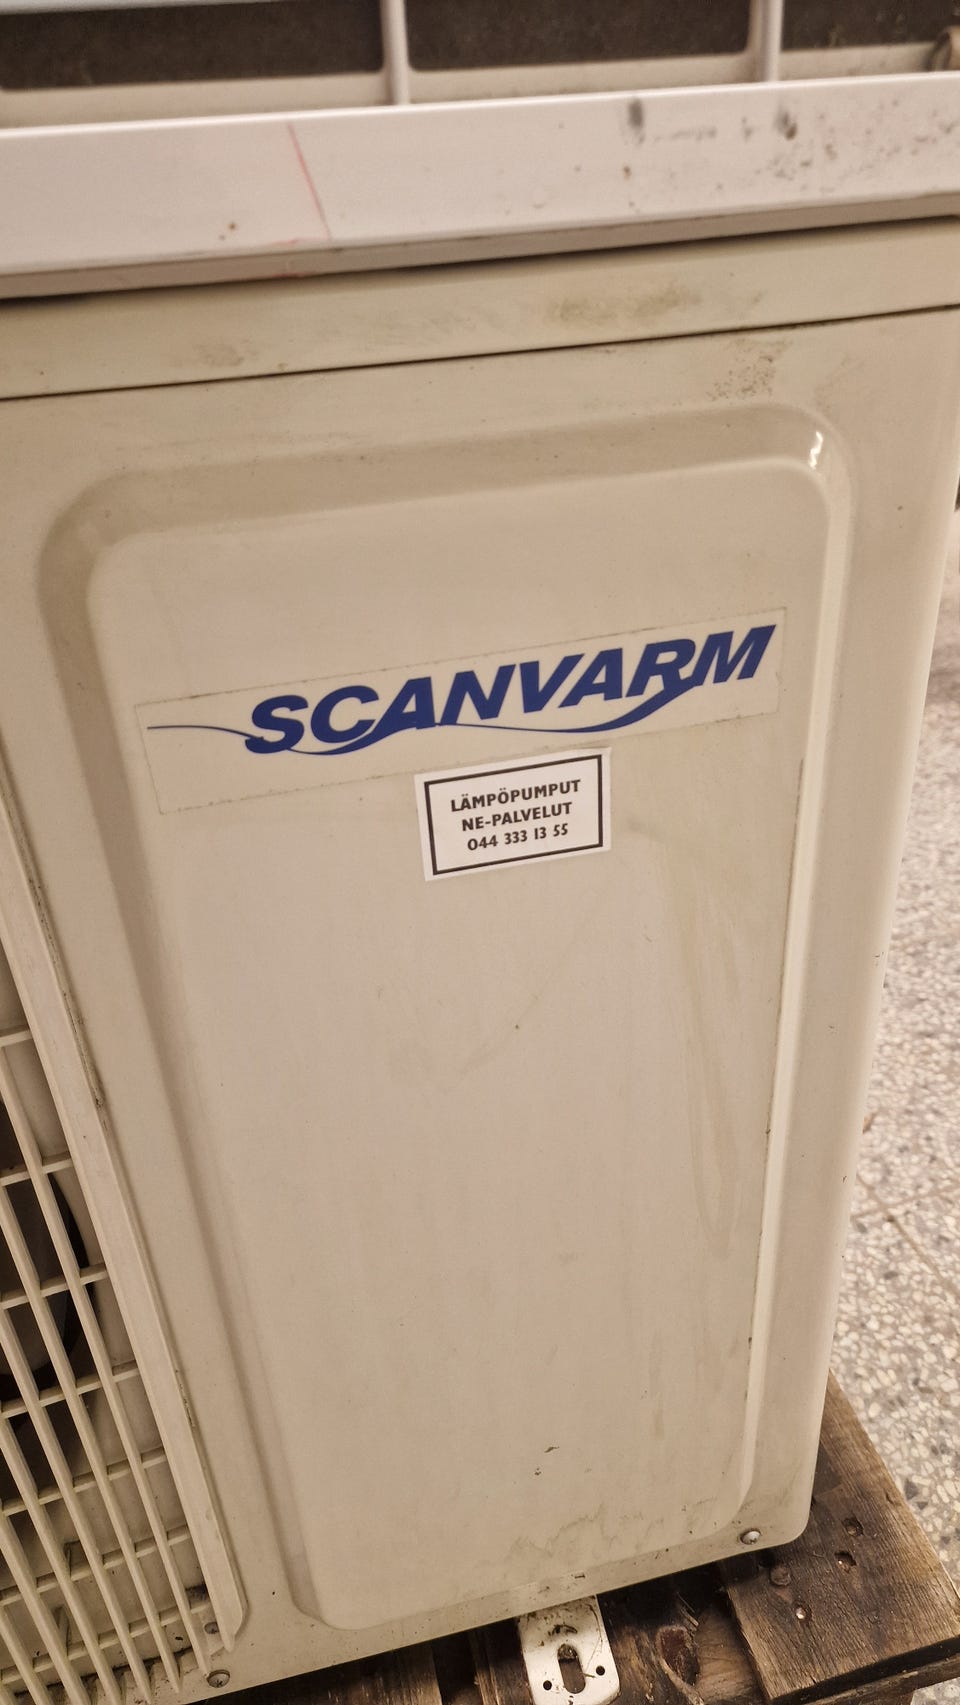 SCANVARM
LÄMPÖPUMPUT
NE-PALVELUT
044 333 13 55